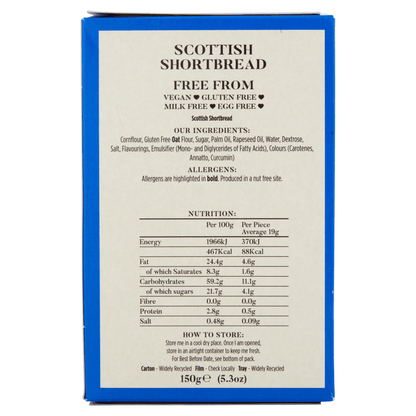 SCOTTISH
SHORTBREAD
FREE FROM
VEGAN ♥ GLUTEN FREE ♥
MILK FREE ♥ EGG FREE ♥
Scottish Shortbread
OUR INGREDIENTS:
Cornflour, Gluten Free Oat Flour, Sugar, Palm Oil, Rapeseed Oil, Water, Dextrose,
Salt, Flavourings, Emulsifier (Mono- and Diglycerides of Fatty Acids), Colours (Carotenes,
Annatto, Curcumin)
ALLERGENS:
Allergens are highlighted in bold. Produced in a nut free site.
NUTRITION:
Per 100g Per Piece
Average 19g
Energy 1966kJ 370kJ
467Kcal 88Kcal
Fat 24.4g 4.6g
of which Saturates 8.3g 1.6g
Carbohydrates 59.2g 11.1g
of which sugars 21.7g 4.1g
Fibre 0.0g 0.0g
Protein 2.8g 0.5g
Salt 0.48g 0.09g
HOW TO STORE:
Store me in a cool dry place. Once I am opened,
store in an airtight container to keep me fresh.
For Best Before Date, see bottom of pack.
Carton - Widely Recycled Film - Check Locally Tray - Widely Recycled
150g℮ (5.3oz)